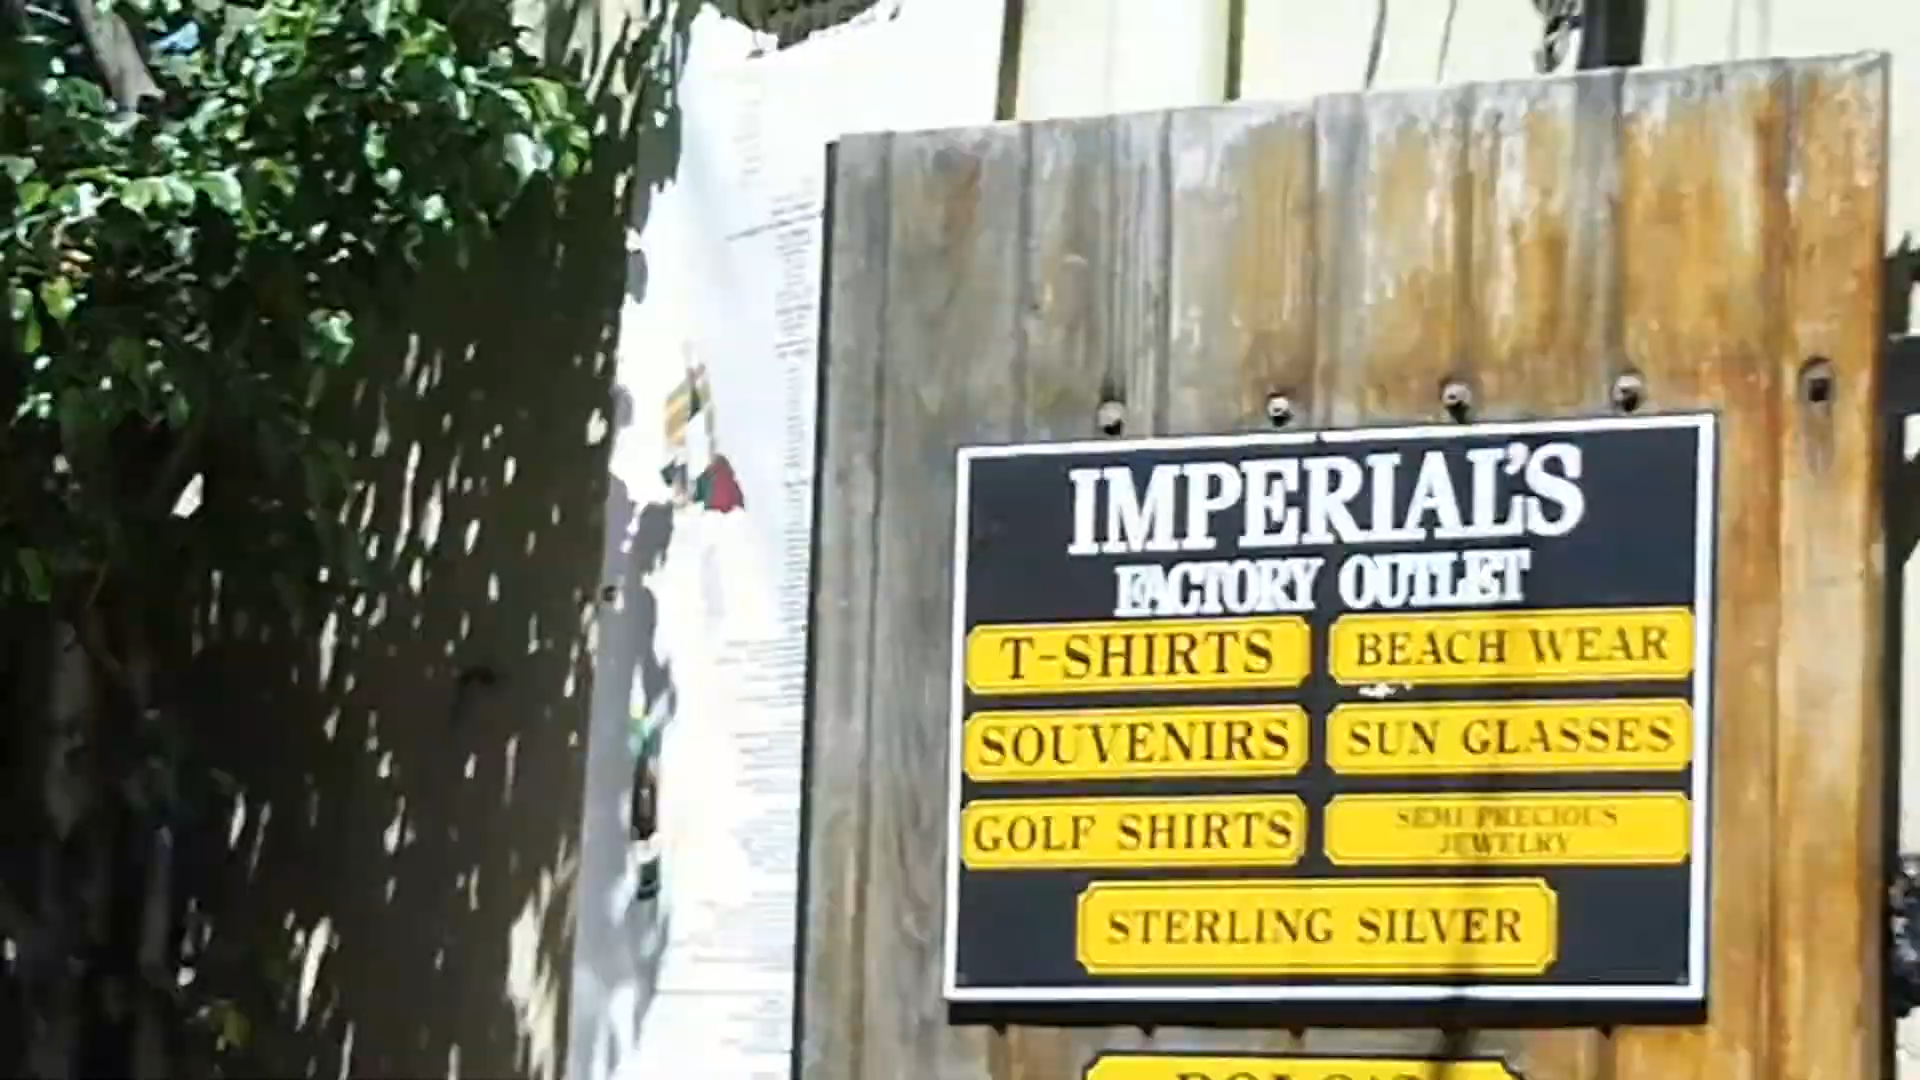 IMPERIAL'S
FACTORY OUTLET
T-SHIRTS
BEACH WEAR
SOUVENIRS
SUN GLASSES
GOLF SHIRTS
SEMI PRECIOUS
JEWELRY
STERLING SILVER